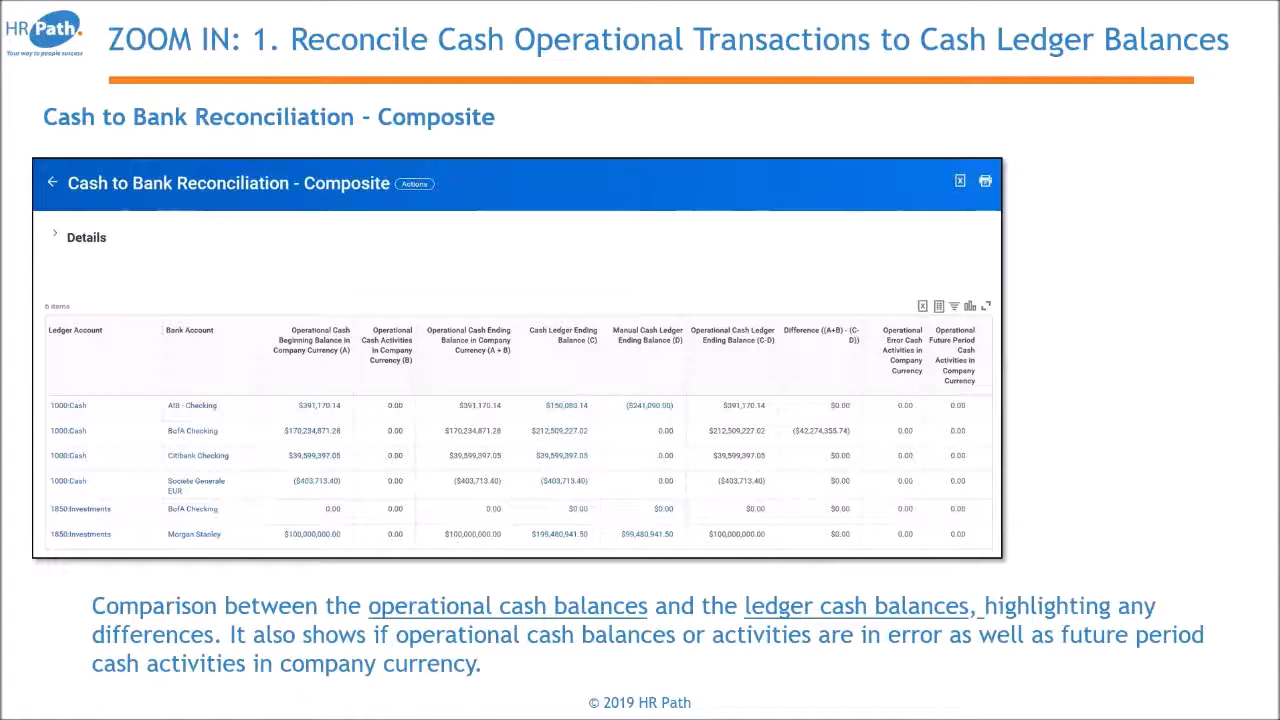 HR Path.
Your way to people success
ZOOM IN: 1. Reconcile Cash Operational Transactions to Cash Ledger Balances
Cash to Bank Reconciliation - Composite
Cash to Bank Reconciliation - Composite Actions
Details
6 items
Ledger Account Bank Account Operational Cash Beginning Balance in Company Currency (A) Operational Cash Activities in Company Currency (B) Operational Cash Ending Balance in Company Currency (A + B) Cash Ledger Ending Balance (C) Manual Cash Ledger Ending Balance (D) Operational Cash Ledger Ending Balance (C-D) Difference ((A+B) - (C-D)) Operational Error Cash Activities in Company Currency Operational Future Period Cash Activities in Company Currency
1000:Cash AIB - Checking $391,170.14 0.00 $391,170.14 $150,080.14 ($241,090.00) $391,170.14 $0.00 0.00 0.00
1000:Cash BofA Checking $170,234,871.28 0.00 $170,234,871.28 $212,509,227.02 0.00 $212,509,227.02 ($42,274,355.74) 0.00 0.00
1000:Cash Citibank Checking $39,599,397.05 0.00 $39,599,397.05 $39,599,397.05 0.00 $39,599,397.05 $0.00 0.00 0.00
1000:Cash Societe Generale EUR ($403,713.40) 0.00 ($403,713.40) ($403,713.40) 0.00 ($403,713.40) $0.00 0.00 0.00
1850:Investments BofA Checking 0.00 0.00 0.00 $0.00 $0.00 $0.00 $0.00 0.00 0.00
1850:Investments Morgan Stanley $100,000,000.00 0.00 $100,000,000.00 $199,480,941.50 $99,480,941.50 $100,000,000.00 $0.00 0.00 0.00
Comparison between the operational cash balances and the ledger cash balances, highlighting any
differences. It also shows if operational cash balances or activities are in error as well as future period
cash activities in company currency.
© 2019 HR Path